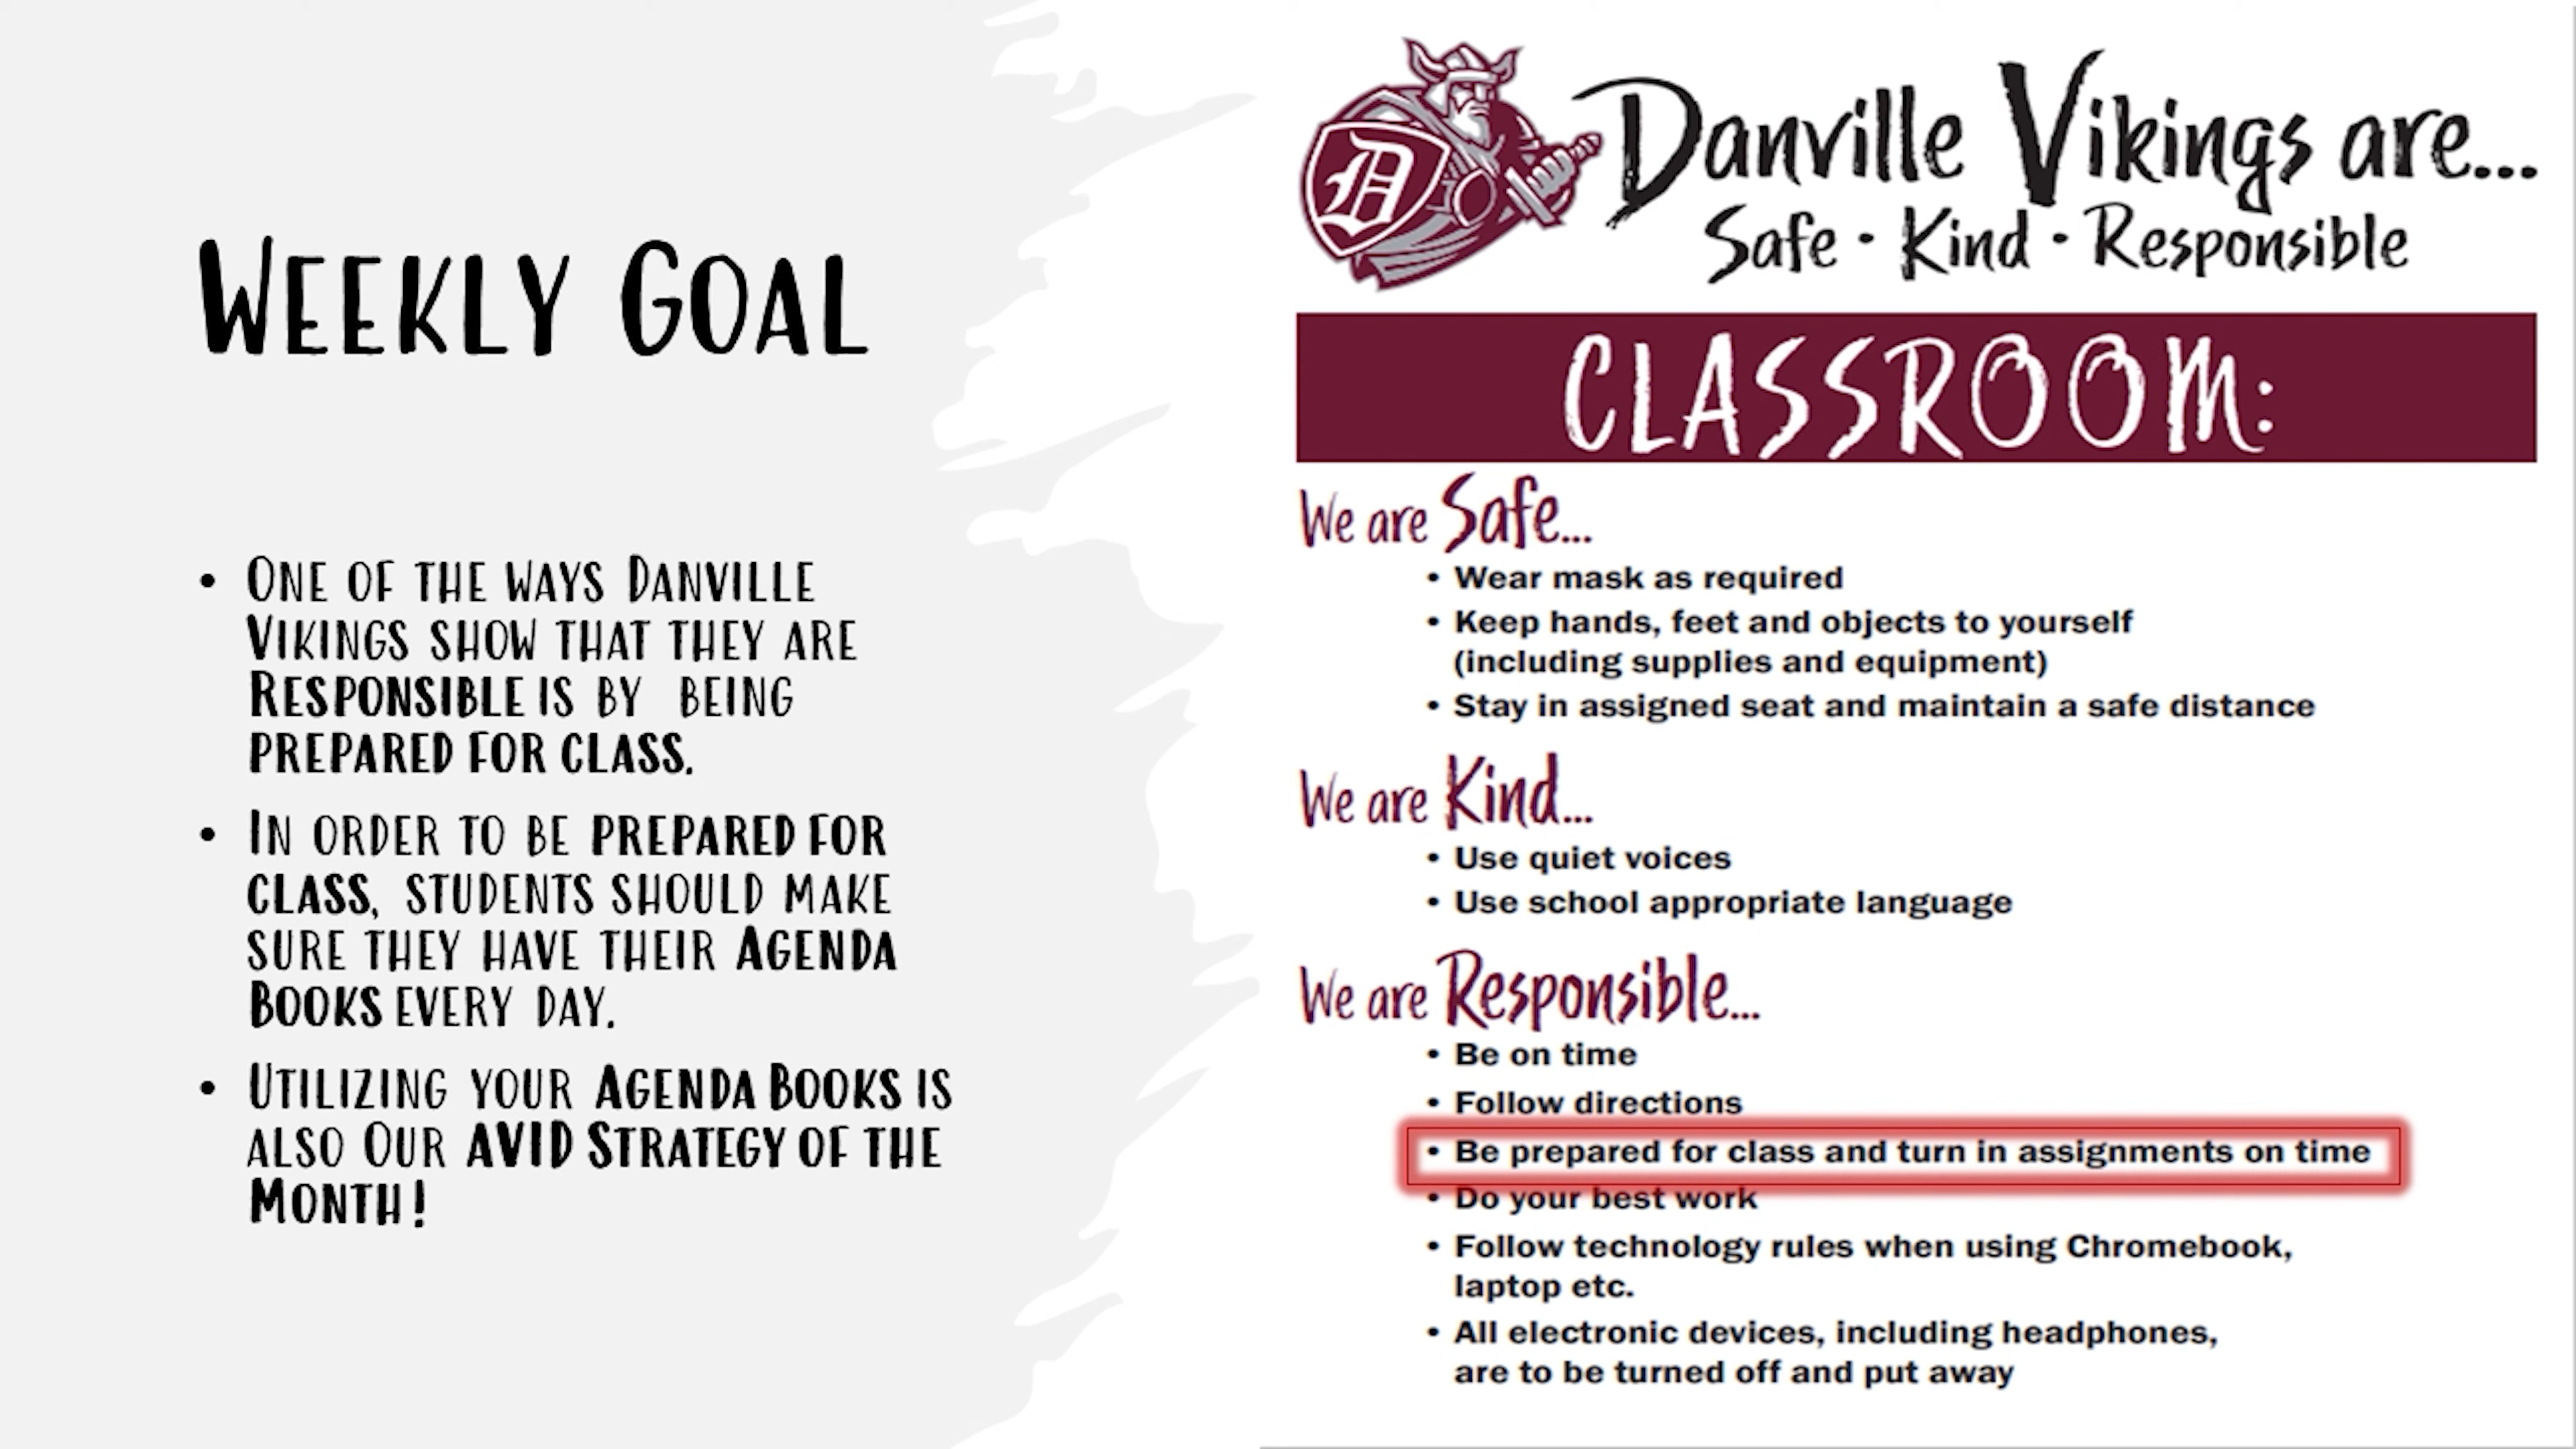 Weekly Goal
• One of the ways Danville
Vikings show that they are
Responsible is by being
prepared for class.
• In order to be prepared for
class, students should make
sure they have their Agenda
Books every day.
• Utilizing your Agenda Books is
also Our AVID Strategy of the
Month!
D
Danville Vikings are...
Safe · Kind · Responsible
CLASSROOM:
We are Safe...
• Wear mask as required
• Keep hands, feet and objects to yourself
(including supplies and equipment)
• Stay in assigned seat and maintain a safe distance
We are Kind...
• Use quiet voices
• Use school appropriate language
We are Responsible...
• Be on time
• Follow directions
• Be prepared for class and turn in assignments on time
• Do your best work
• Follow technology rules when using Chromebook,
laptop etc.
• All electronic devices, including headphones,
are to be turned off and put away